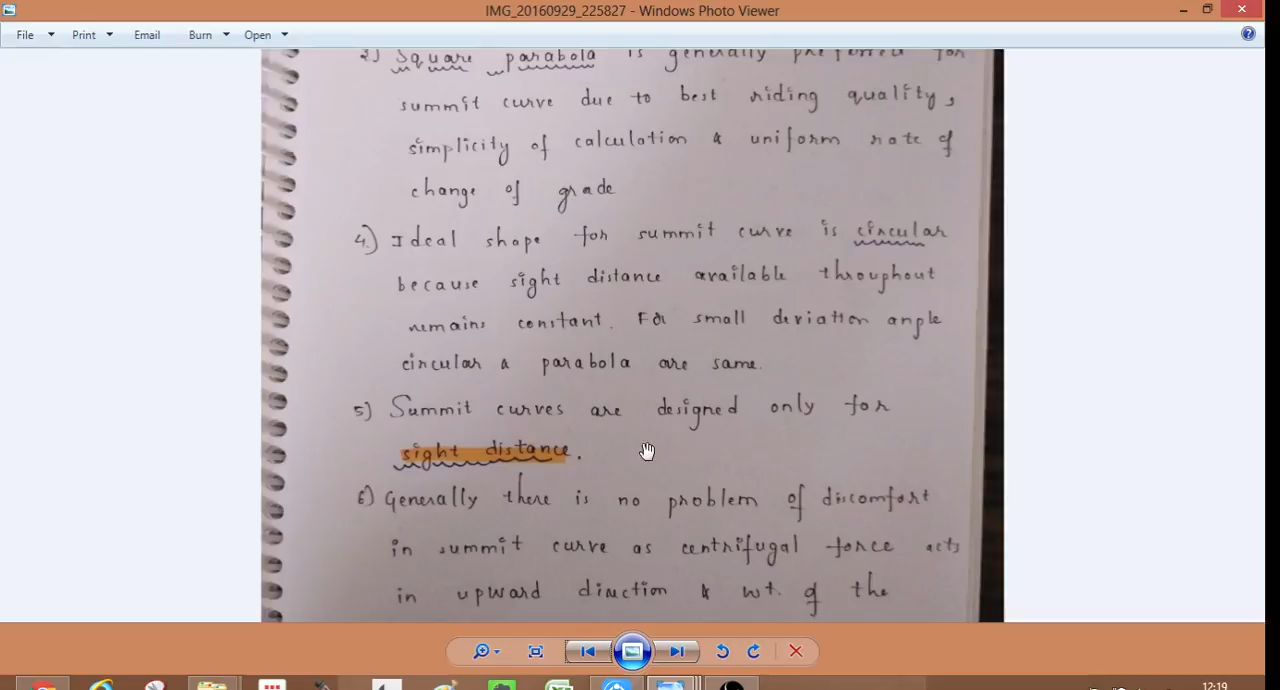 IMG_20160929_225827 - Windows Photo Viewer
File Print Email Burn Open
Square parabola is generally preferred for
summit curve due to best riding quality,
simplicity of calculation & uniform rate of
change of grade
4.) Ideal shape for summit curve is circular
because sight distance available throughout
remains constant. For small deviation angle
circular & parabola are same.
5) Summit curves are designed only for
sight distance.
6) Generally there is no problem of discomfort
in summit curve as centrifugal force acts
in upward direction & wt. of the
12:19